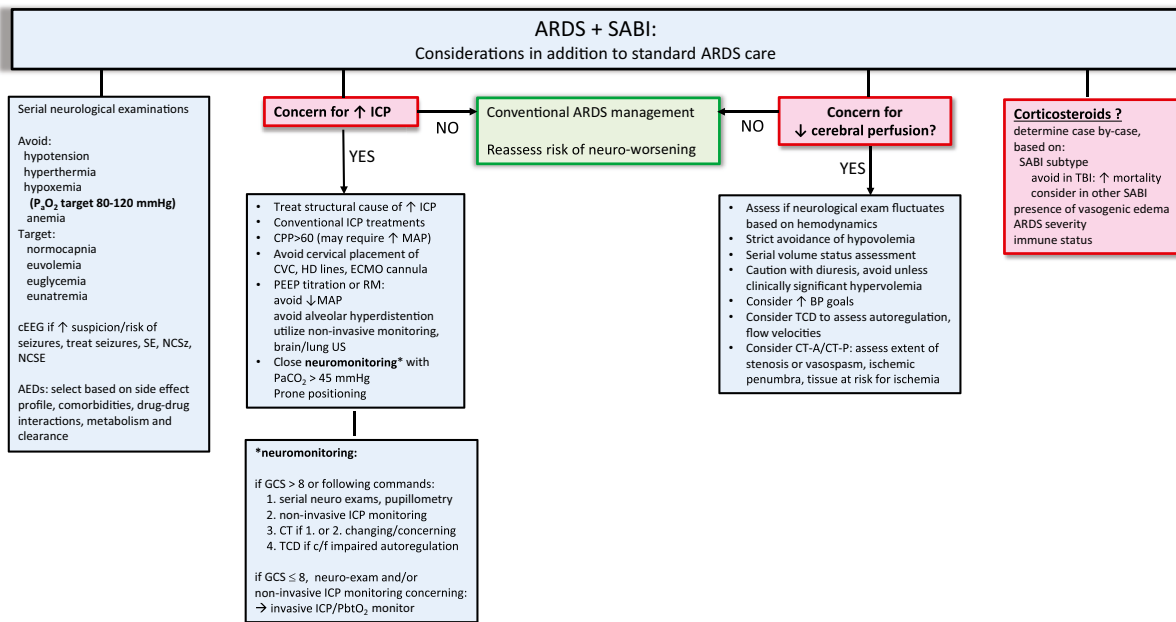 ARDS + SABI:
Considerations in addition to standard ARDS care
Serial neurological examinations
Avoid:
hypotension
hyperthermia
hypoxemia
(PₐO₂ target 80-120 mmHg)
anemia
Target:
normocapnia
euvolemia
euglycemia
eunatremia
cEEG if ↑ suspicion/risk of
seizures, treat seizures, SE, NCSz,
NCSE
AEDs: select based on side effect
profile, comorbidities, drug-drug
interactions, metabolism and
clearance
Concern for ↑ ICP
NO
YES
• Treat structural cause of ↑ ICP
• Conventional ICP treatments
• CPP>60 (may require ↑ MAP)
• Avoid cervical placement of
CVC, HD lines, ECMO cannula
• PEEP titration or RM:
avoid ↓MAP
avoid alveolar hyperdistention
utilize non-invasive monitoring,
brain/lung US
• Close neuromonitoring* with
PaCO₂ > 45 mmHg
Prone positioning
*neuromonitoring:
if GCS > 8 or following commands:
1. serial neuro exams, pupillometry
2. non-invasive ICP monitoring
3. CT if 1. or 2. changing/concerning
4. TCD if c/f impaired autoregulation
if GCS ≤ 8, neuro-exam and/or
non-invasive ICP monitoring concerning:
→ invasive ICP/PbtO₂ monitor
Conventional ARDS management
Reassess risk of neuro-worsening
Concern for
↓ cerebral perfusion?
NO
YES
• Assess if neurological exam fluctuates
based on hemodynamics
• Strict avoidance of hypovolemia
• Serial volume status assessment
• Caution with diuresis, avoid unless
clinically significant hypervolemia
• Consider ↑ BP goals
• Consider TCD to assess autoregulation,
flow velocities
• Consider CT-A/CT-P: assess extent of
stenosis or vasospasm, ischemic
penumbra, tissue at risk for ischemia
Corticosteroids ?
determine case by-case,
based on:
SABI subtype
avoid in TBI: ↑ mortality
consider in other SABI
presence of vasogenic edema
ARDS severity
immune status